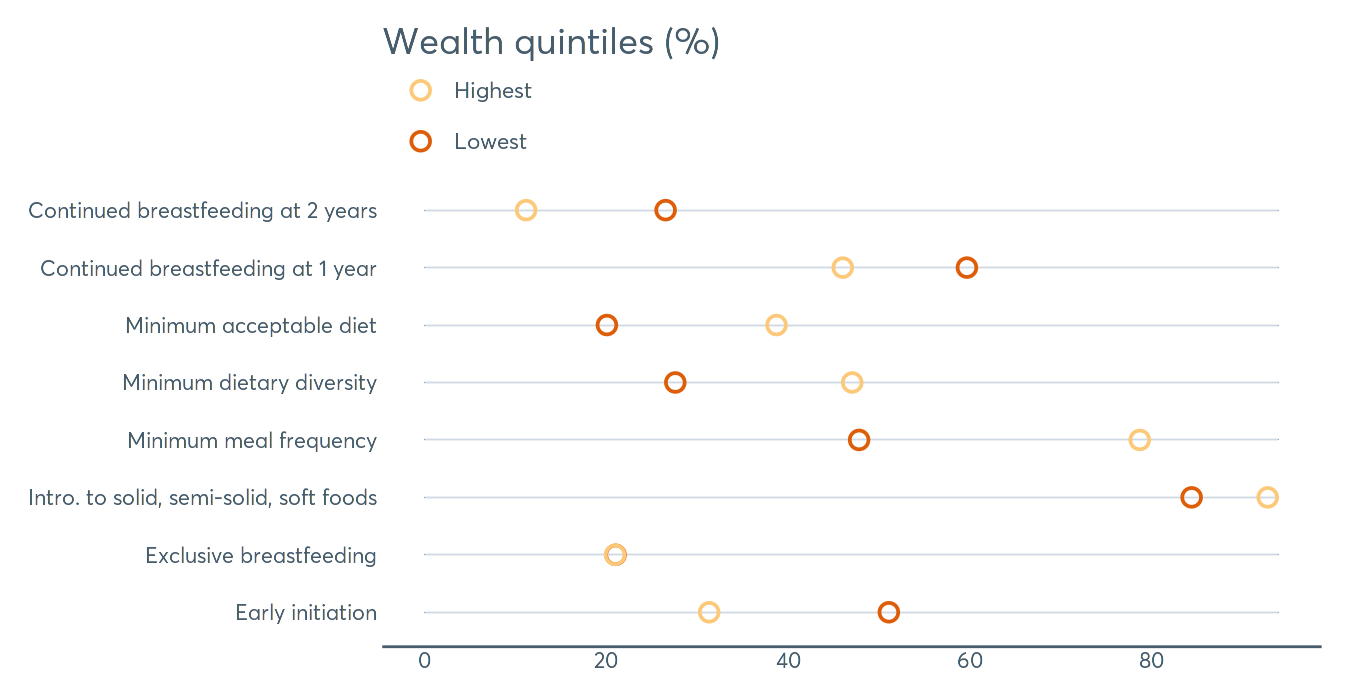 Wealth quintiles (%)
Highest
Lowest
Continued breastfeeding at 2 years
Continued breastfeeding at 1 year
Minimum acceptable diet
Minimum dietary diversity
Minimum meal frequency
Intro. to solid, semi-solid, soft foods
Exclusive breastfeeding
Early initiation
0 20 40 60 80